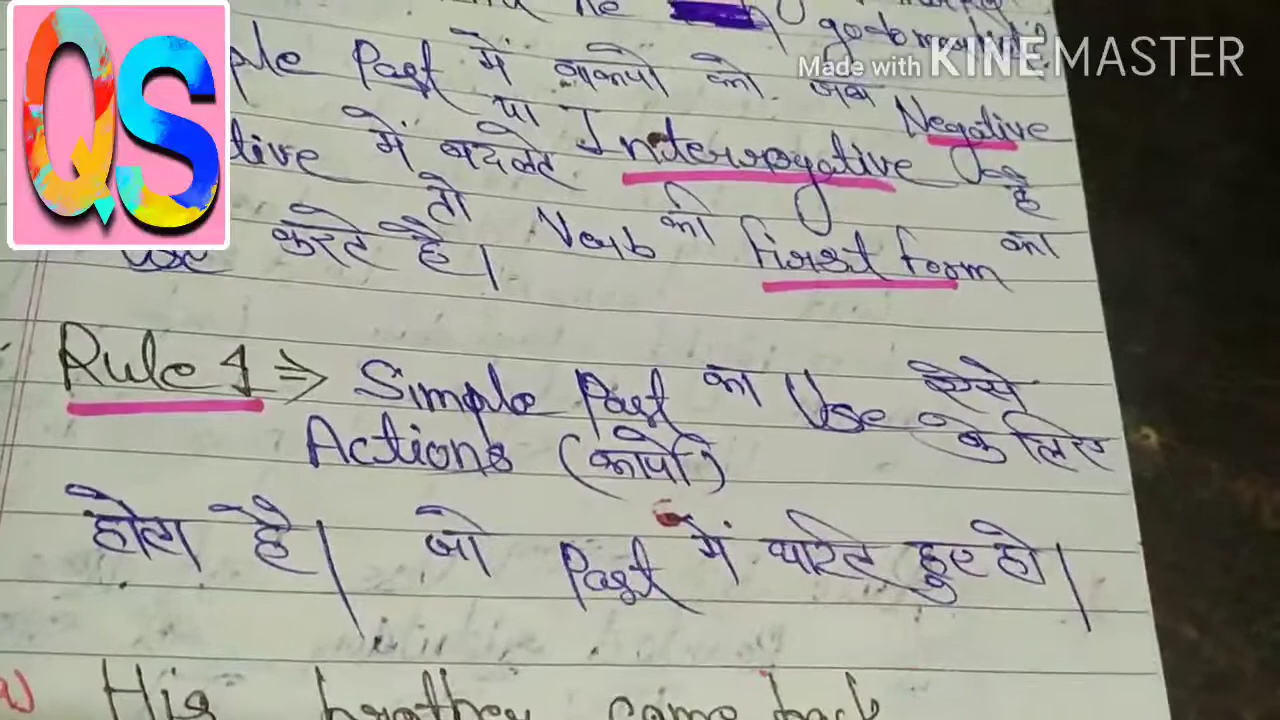 he
Made with KINEMASTER
QS
Past में वाक्यो को जब Negative
या Interrogative
tive में बदलते है
तो Verb की first form का
use करते है।
Rule 1 ⇒ Simple Past का Use ऐसे
Actions (कार्यो) के लिए
होता है। जो Past में घटित हुए हो।
His brother came back